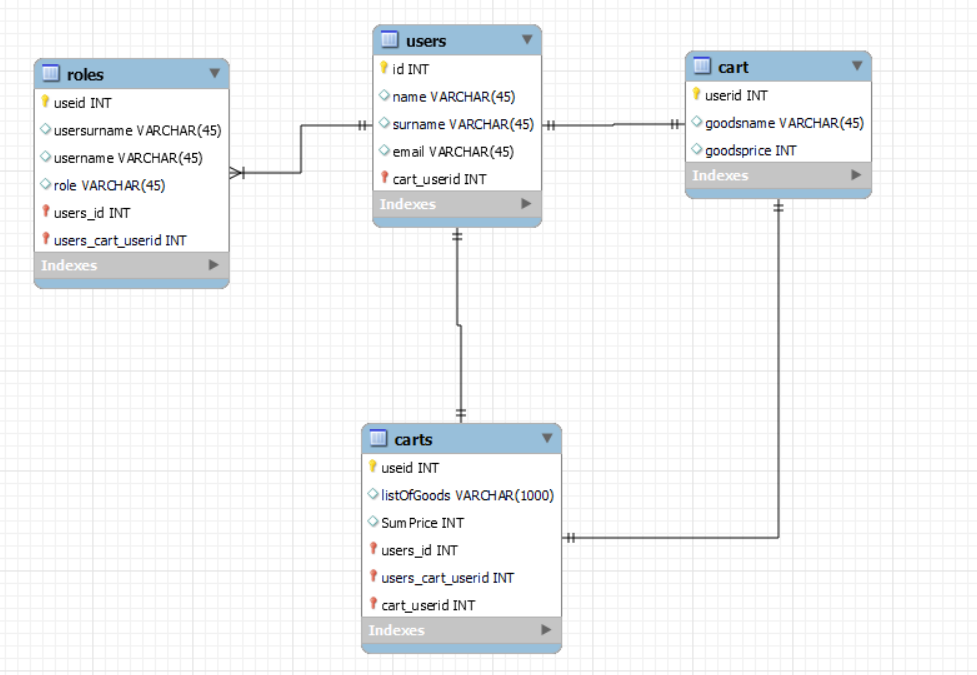 roles
useid INT
usersurname VARCHAR(45)
username VARCHAR(45)
role VARCHAR(45)
users_id INT
users_cart_userid INT
Indexes
users
id INT
name VARCHAR(45)
surname VARCHAR(45)
email VARCHAR(45)
cart_userid INT
Indexes
cart
userid INT
goodsname VARCHAR(45)
goodsprice INT
Indexes
carts
useid INT
listOfGoods VARCHAR(1000)
SumPrice INT
users_id INT
users_cart_userid INT
cart_userid INT
Indexes